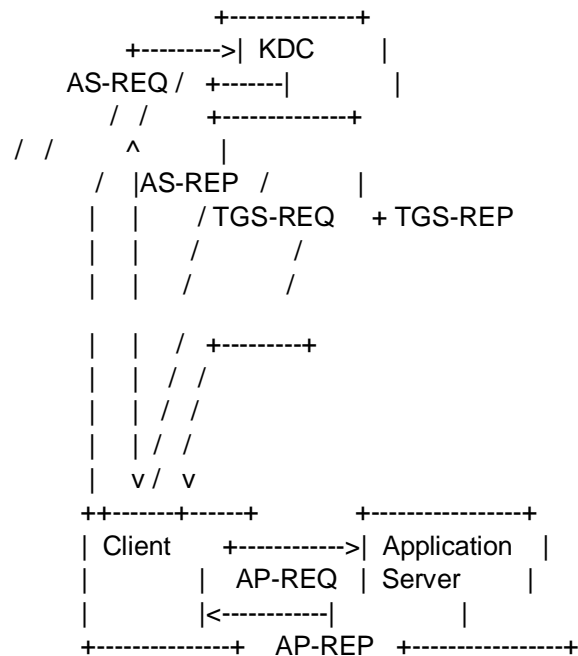 +--------------+
+--------->| KDC |
AS-REQ / +-------| |
/ / +--------------+
/ / ^ |
/ |AS-REP / |
| | / TGS-REQ + TGS-REP
| | / /
| | / /
| | / +---------+
| | / /
| | / /
| | / /
| v / v
++-------+------+ +-----------------+
| Client +------------>| Application |
| | AP-REQ | Server |
| |<------------| |
+---------------+ AP-REP +-----------------+